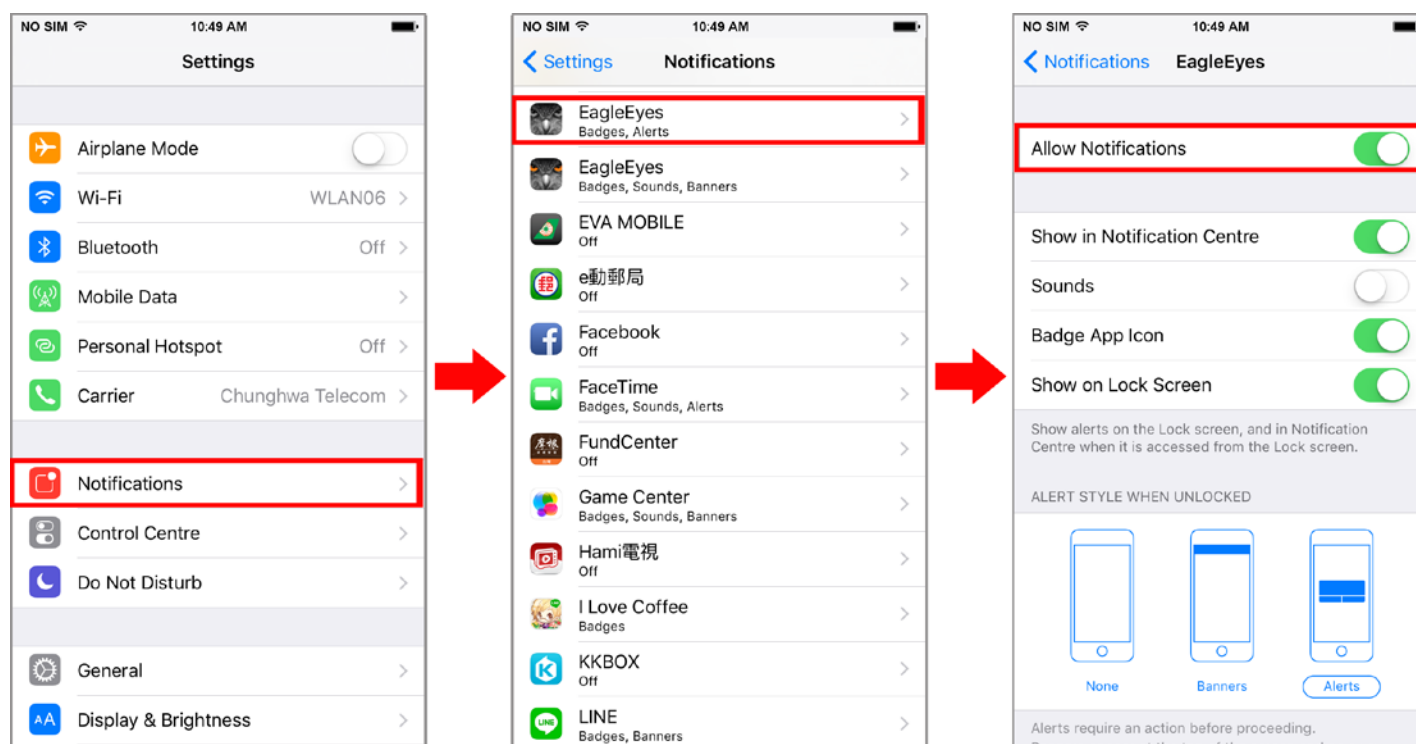 NO SIM 10:49 AM
Settings
Airplane Mode
Wi-Fi WLAN06
Bluetooth Off
Mobile Data
Personal Hotspot Off
Carrier Chunghwa Telecom
Notifications
Control Centre
Do Not Disturb
General
AA Display & Brightness
NO SIM 10:49 AM
Settings Notifications
EagleEyes
Badges, Alerts
EagleEyes
Badges, Sounds, Banners
EVA MOBILE
Off
e動郵局
Off
Facebook
Off
FaceTime
Badges, Sounds, Alerts
FundCenter
Off
Game Center
Badges, Sounds, Banners
Hami電視
Off
I Love Coffee
Badges
KKBOX
Off
LINE
LINE
Badges, Banners
NO SIM 10:49 AM
Notifications EagleEyes
Allow Notifications
Show in Notification Centre
Sounds
Badge App Icon
Show on Lock Screen
Show alerts on the Lock screen, and in Notification
Centre when it is accessed from the Lock screen.
ALERT STYLE WHEN UNLOCKED
None Banners Alerts
Alerts require an action before proceeding.